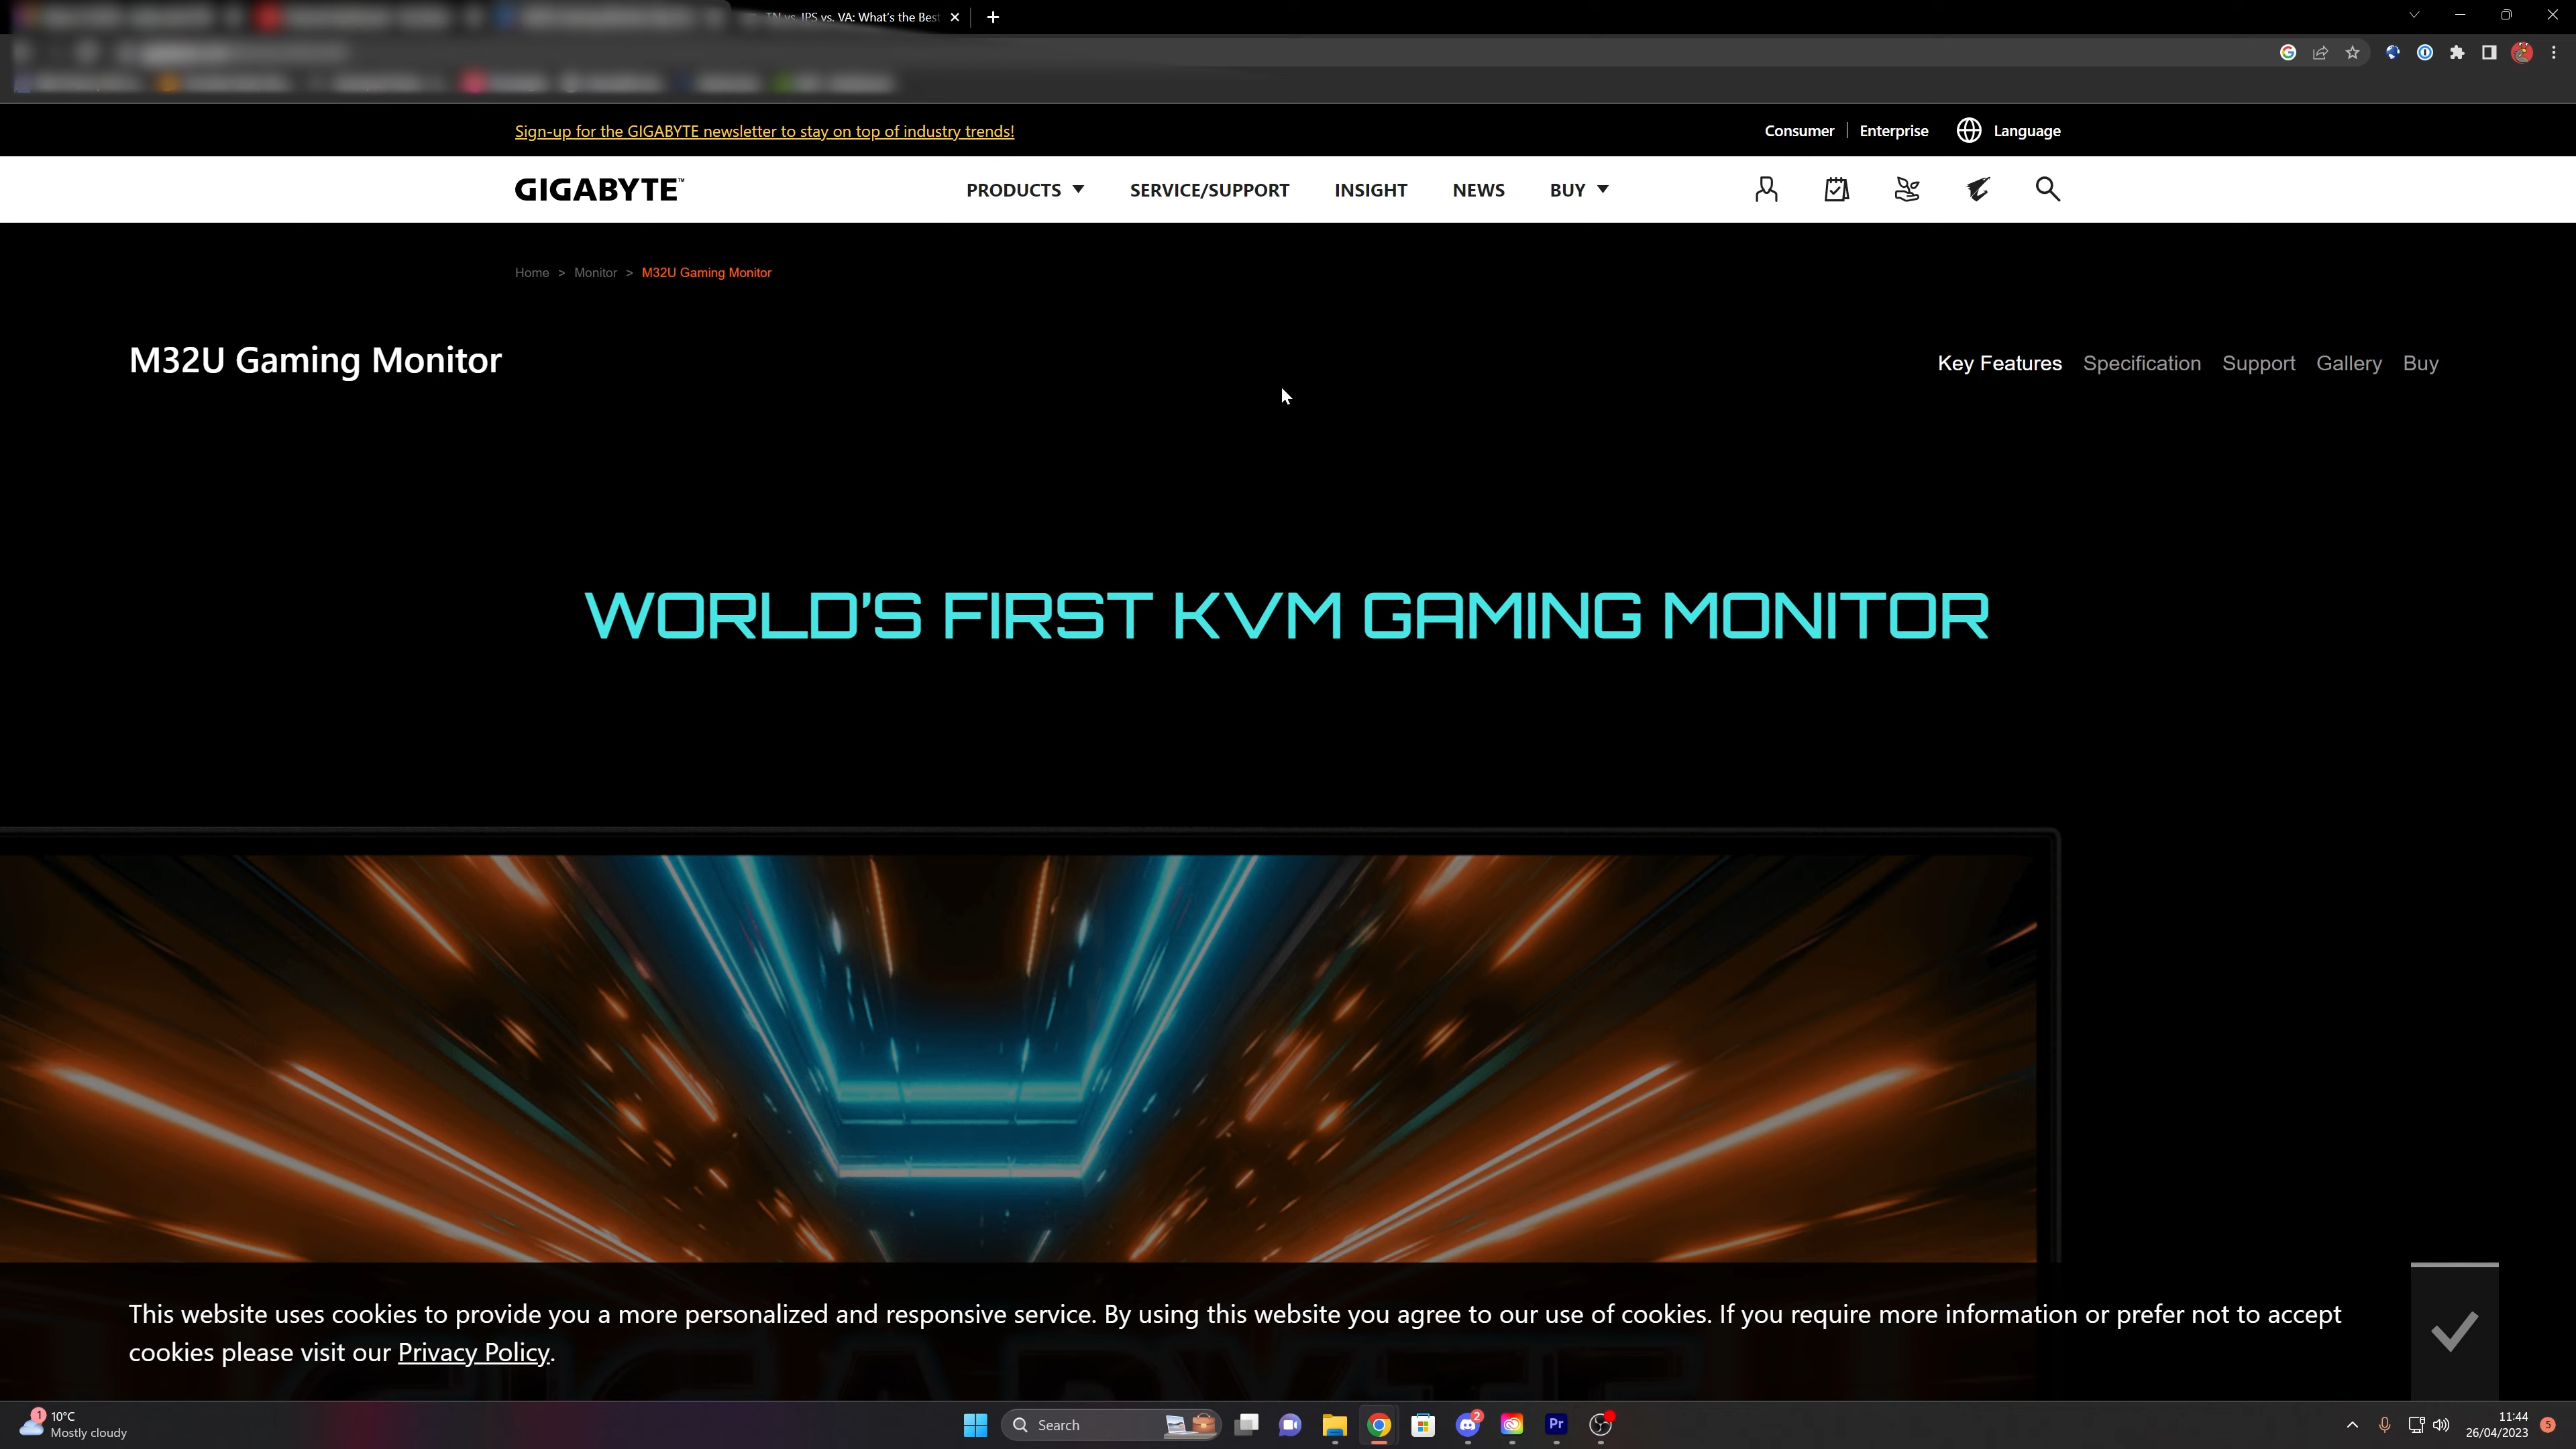 TN vs. IPS vs. VA: What's the Best
Sign-up for the GIGABYTE newsletter to stay on top of industry trends!
Consumer | Enterprise Language
GIGABYTE™
PRODUCTS SERVICE/SUPPORT INSIGHT NEWS BUY
Home > Monitor > M32U Gaming Monitor
M32U Gaming Monitor
Key Features Specification Support Gallery Buy
WORLD'S FIRST KVM GAMING MONITOR
This website uses cookies to provide you a more personalized and responsive service. By using this website you agree to our use of cookies. If you require more information or prefer not to accept
cookies please visit our Privacy Policy.
1
10°C
Mostly cloudy
Search
2
Pr
11:44
26/04/2023
5